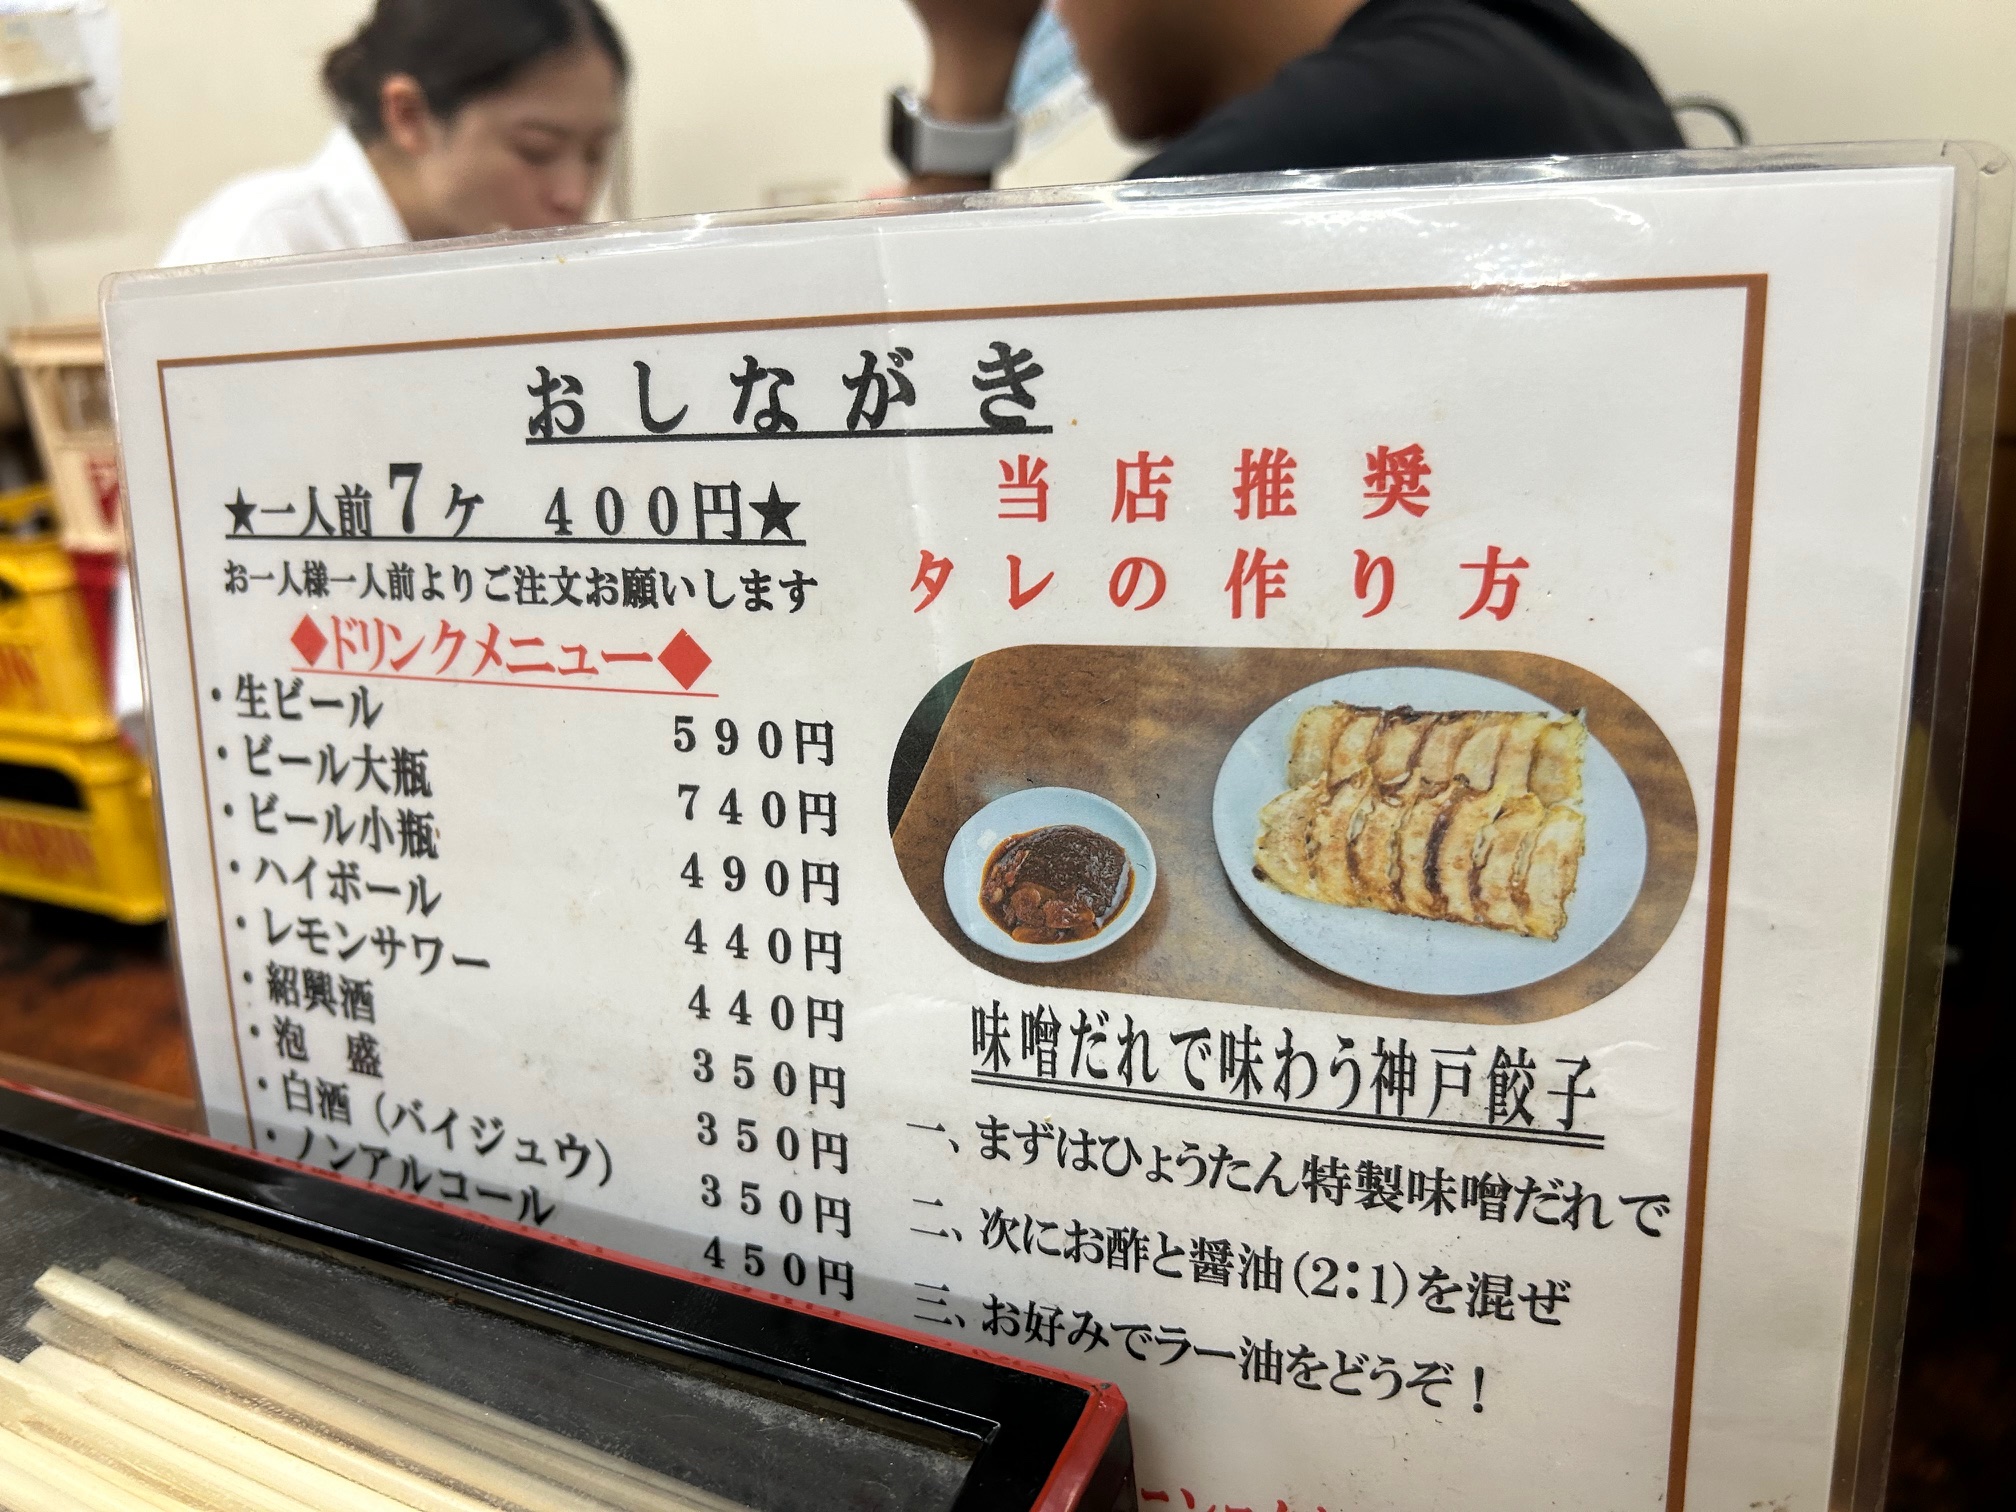 おしながき
★一人前7ケ 400円★
お一人様一人前よりご注文お願いします
◆ドリンクメニュー◆
・生ビール 590円
・ビール大瓶 740円
・ビール小瓶 490円
・ハイボール 440円
・レモンサワー 440円
・紹興酒 350円
・泡 盛 350円
・白酒（バイジュウ） 350円
・ノンアルコール 450円
当店推奨
タレの作り方
味噌だれで味わう神戸餃子
一、まずはひょうたん特製味噌だれで
二、次にお酢と醤油(2:1)を混ぜ
三、お好みでラー油をどうぞ！